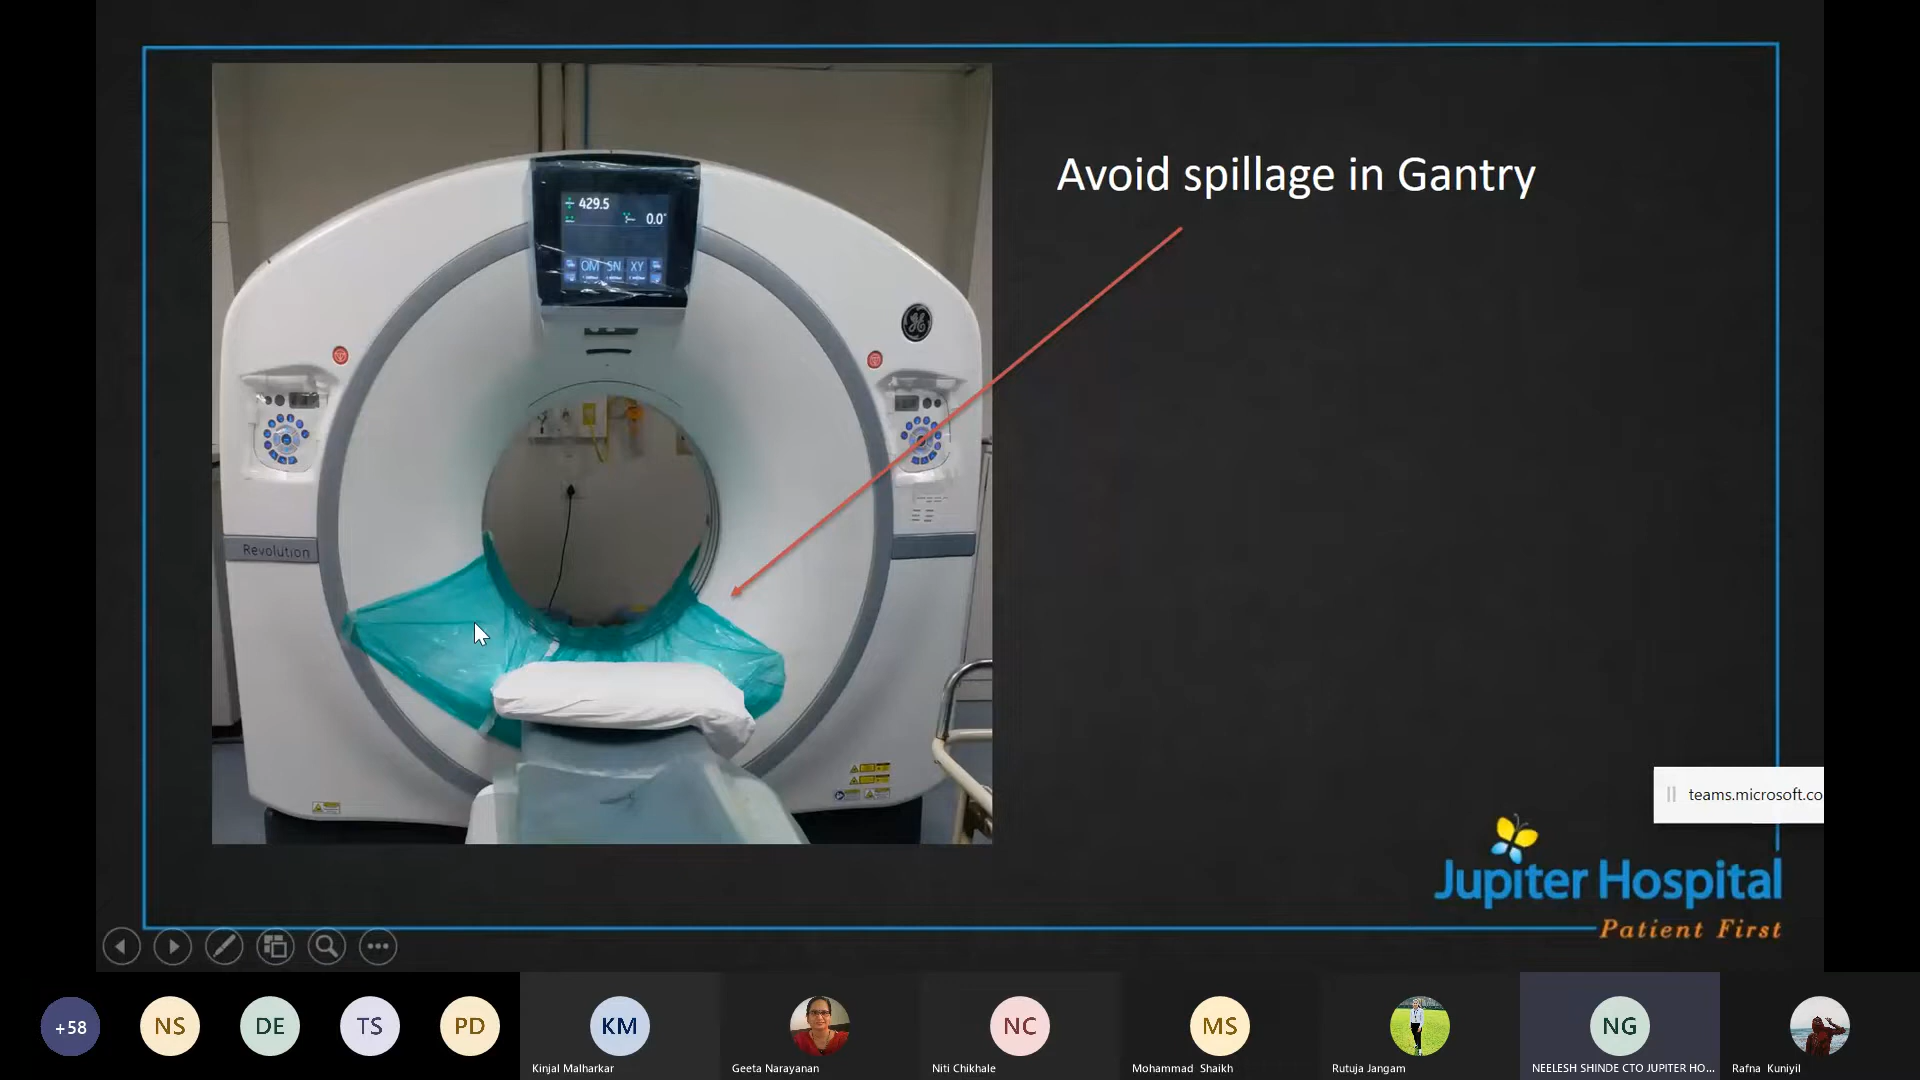 Avoid spillage in Gantry
429.5
0.0°
OM SN XY
Revolution
teams.microsoft.co
Jupiter Hospital
Patient First
+58
NS
DE
TS
PD
KM
NC
MS
NG
Kinjal Malharkar
Geeta Narayanan
Niti Chikhale
Mohammad Shaikh
Rutuja Jangam
NEELESH SHINDE CTO JUPITER HO...
Rafna Kuniyil